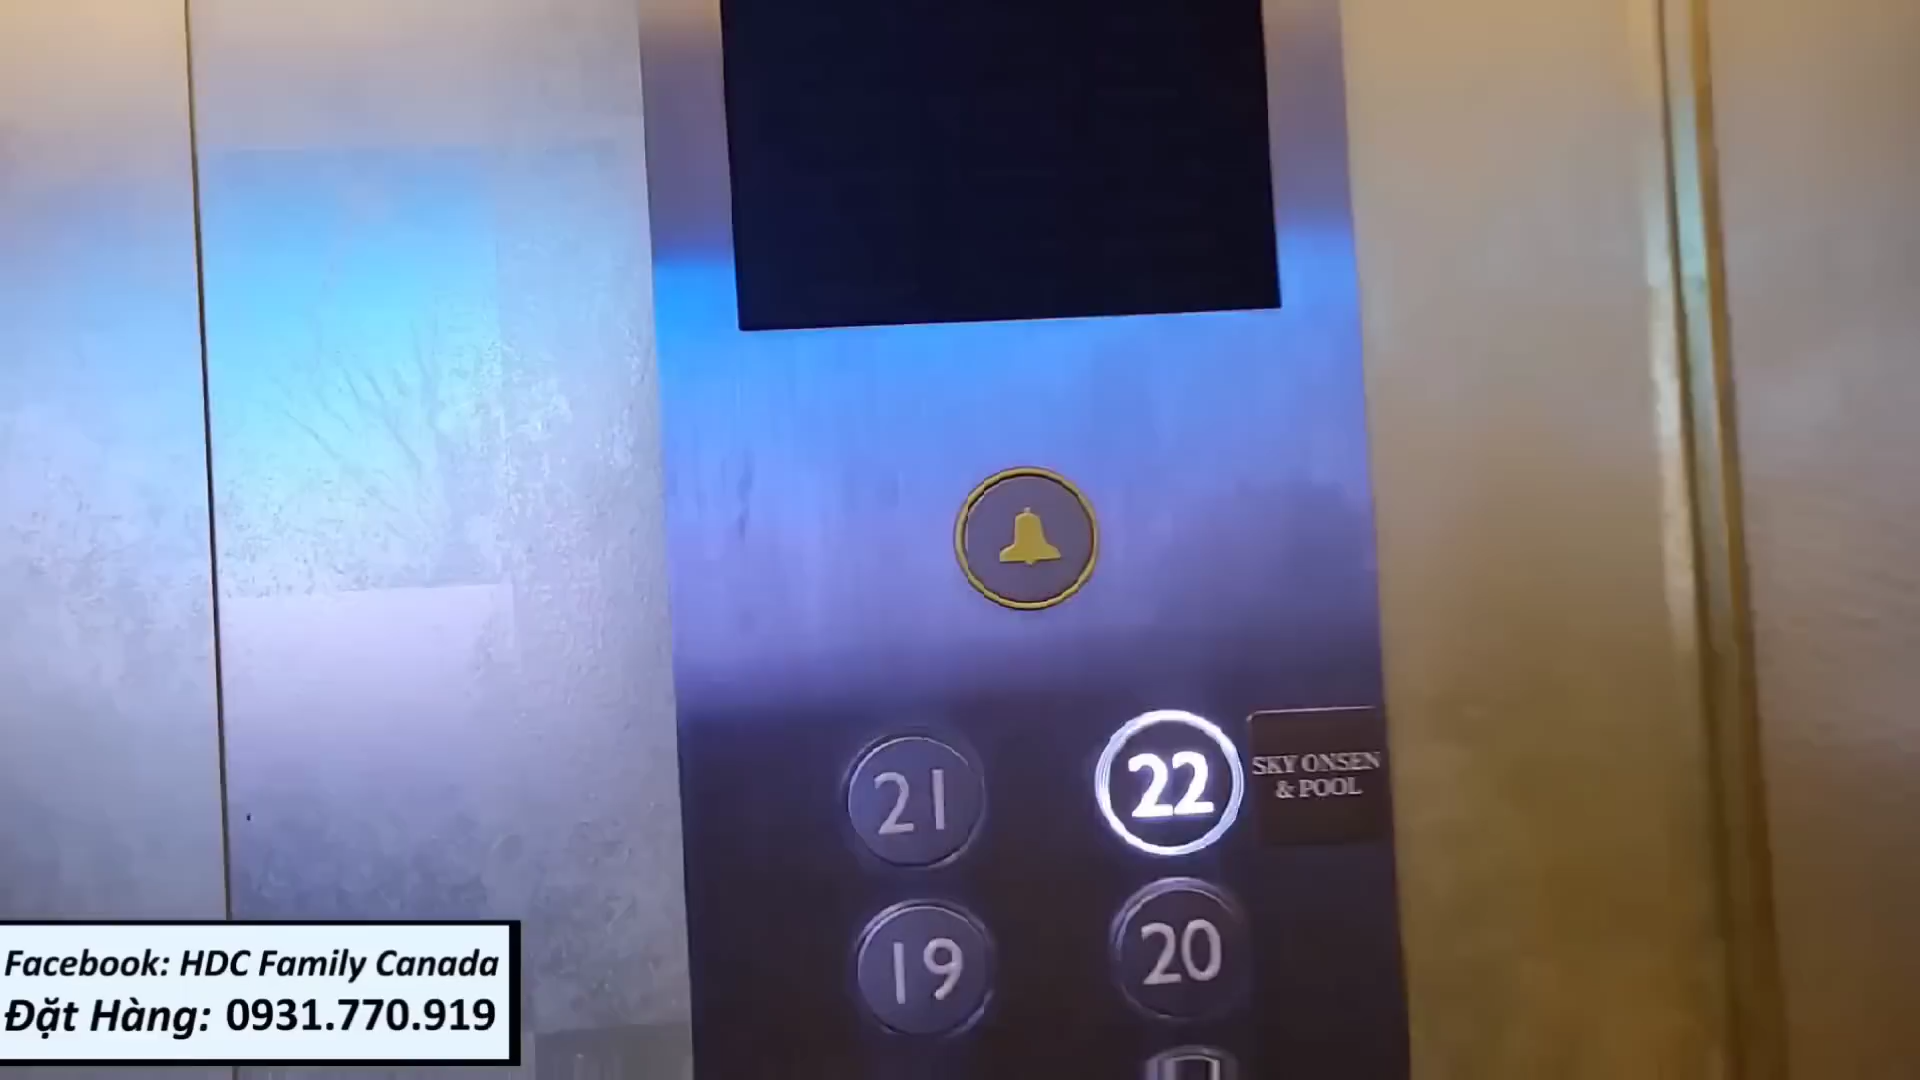 21
22
SKY ONSEN
& POOL
19
20
Facebook: HDC Family Canada
Đặt Hàng: 0931.770.919